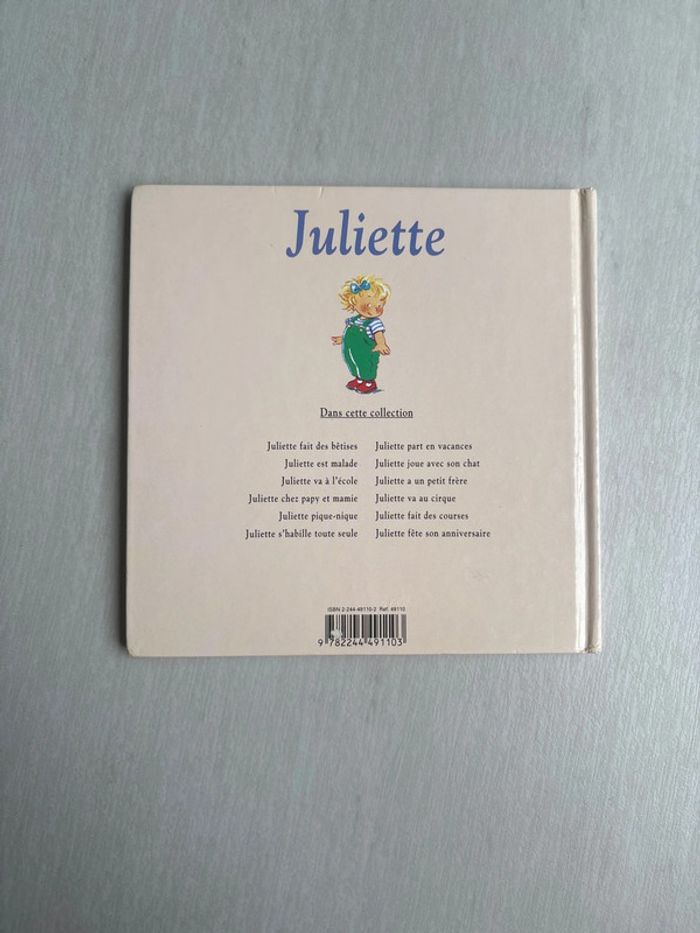 Juliette
Dans cette collection
Juliette fait des bêtises
Juliette est malade
Juliette va à l'école
Juliette chez papy et mamie
Juliette pique-nique
Juliette s'habille toute seule
Juliette part en vacances
Juliette joue avec son chat
Juliette a un petit frère
Juliette va au cirque
Juliette fait des courses
Juliette fête son anniversaire
ISBN 2-244-49110-2 Réf. 49110
9 782244 491103